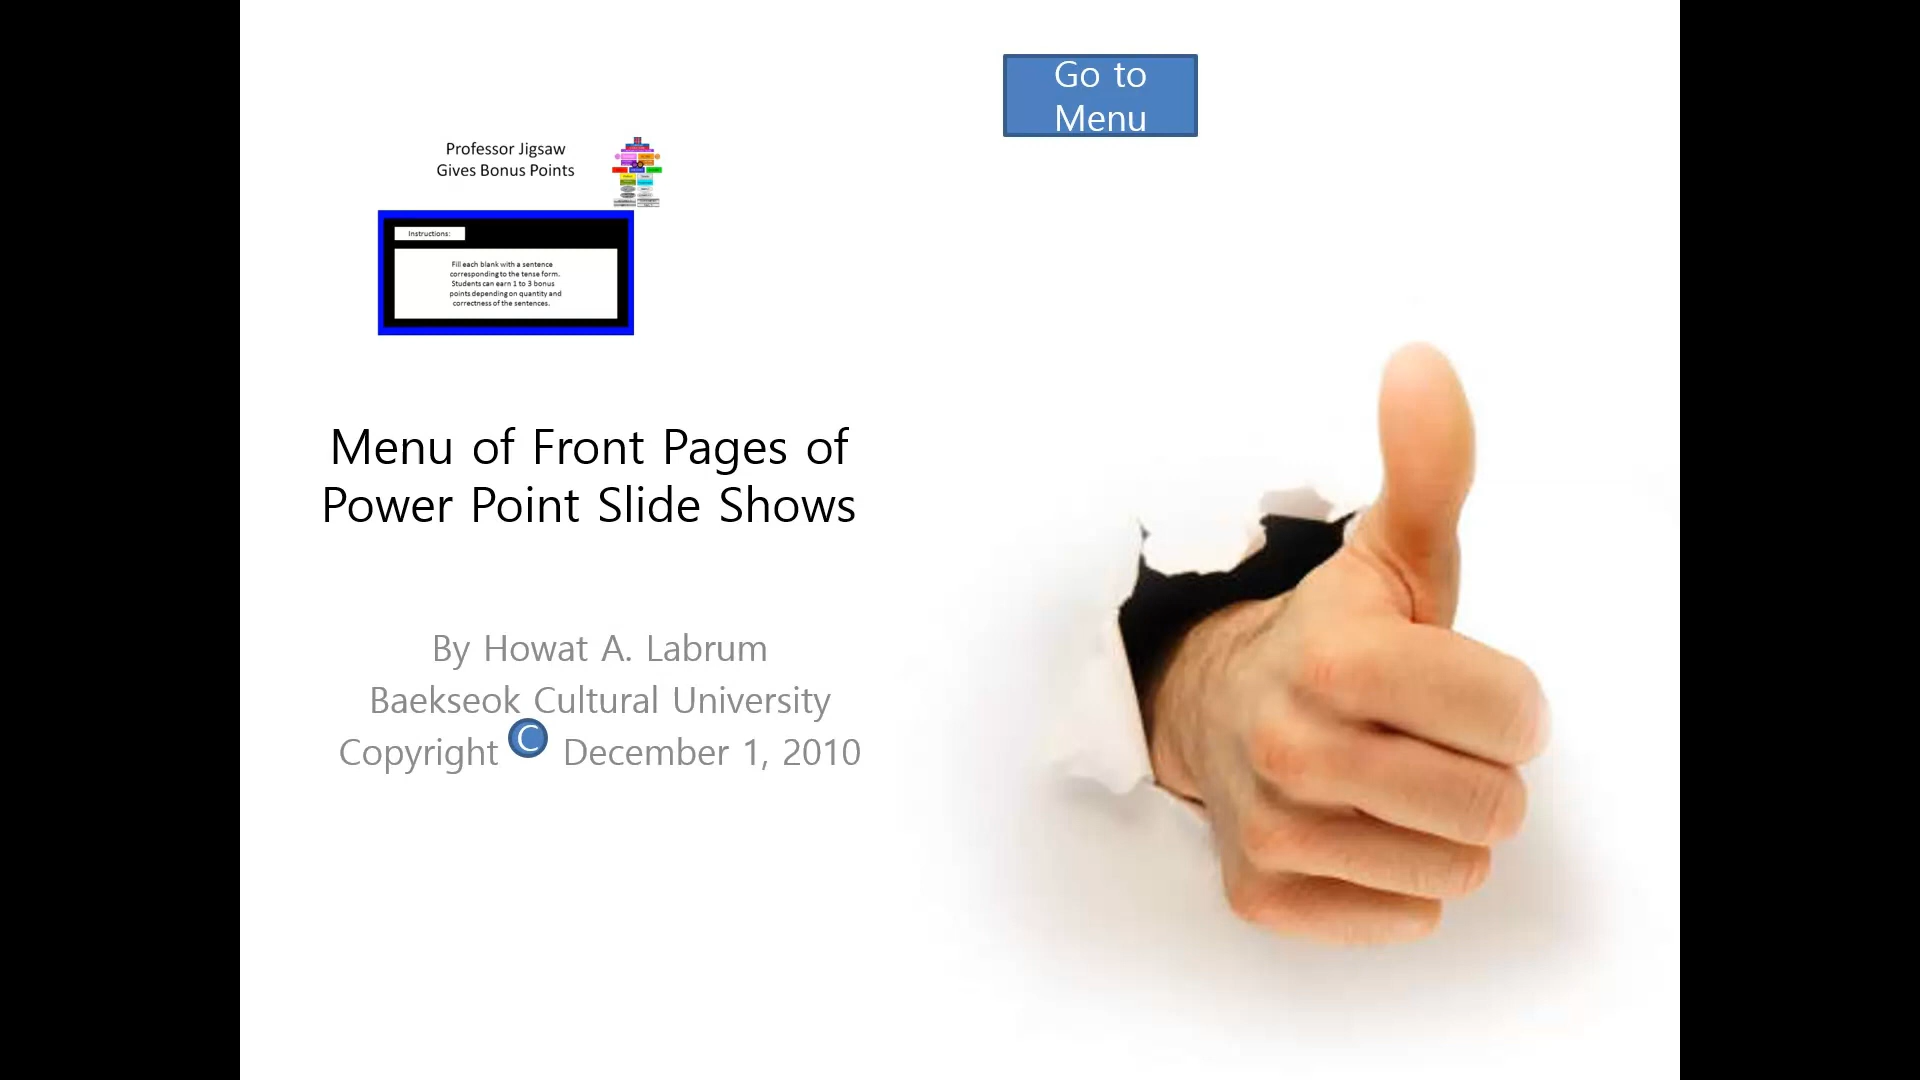 Go to
Menu
Professor Jigsaw
Gives Bonus Points
Instructions:
Fill each blank with a sentence
corresponding to the tense form.
Students can earn 1 to 3 bonus
points depending on quantity and
correctness of the sentences.
Menu of Front Pages of
Power Point Slide Shows
By Howat A. Labrum
Baekseok Cultural University
Copyright C December 1, 2010